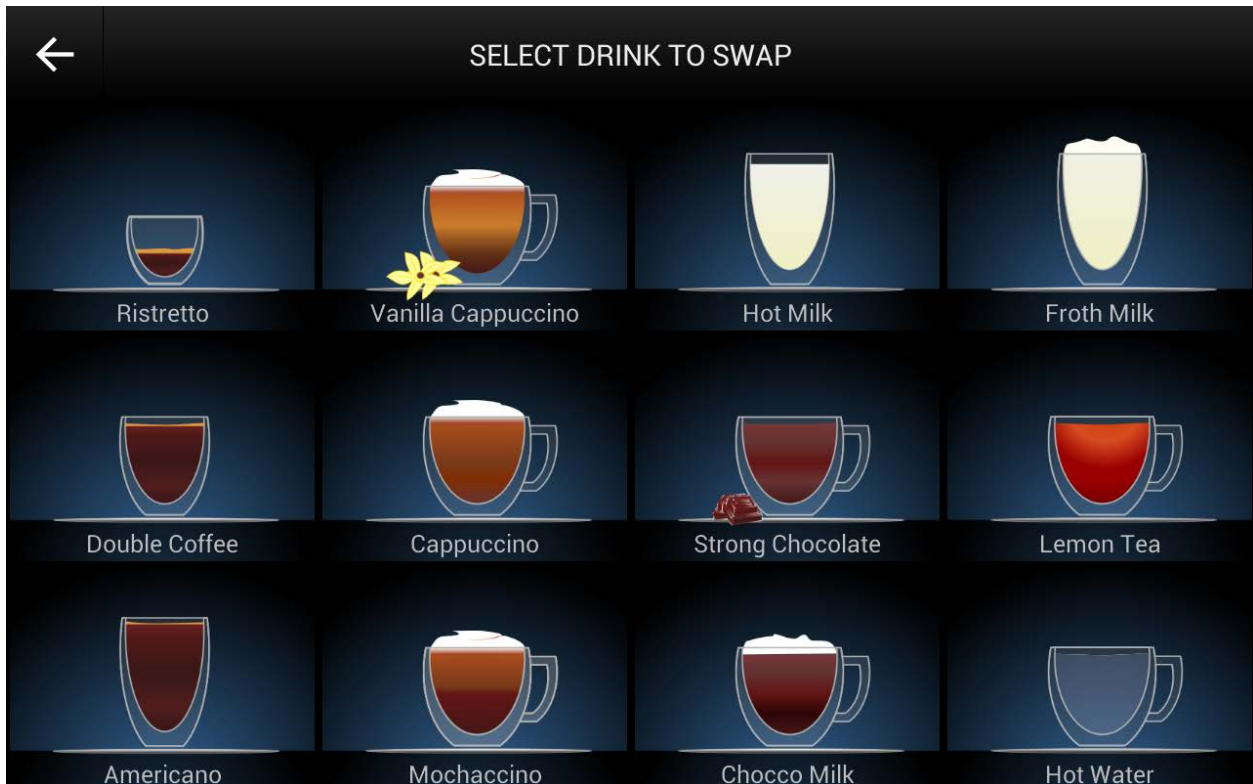 SELECT DRINK TO SWAP
Ristretto
Vanilla Cappuccino
Hot Milk
Froth Milk
Double Coffee
Cappuccino
Strong Chocolate
Lemon Tea
Americano
Mochaccino
Chocco Milk
Hot Water